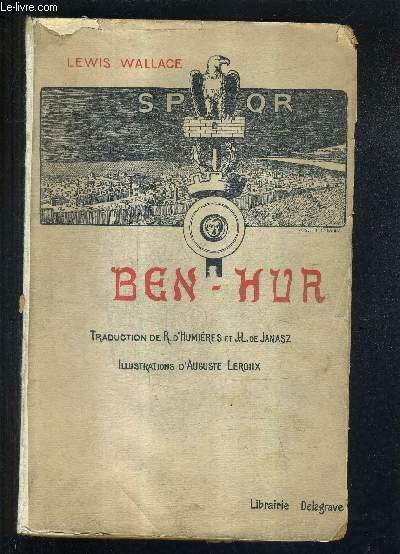 © le-livre.com
LEWIS WALLACE
SP OR
BEN-HUR
TRADUCTION DE R. D'HUMIÈRES ET J.-L. DE JANASZ
ILLUSTRATIONS D'AUGUSTE LEROUX
Librairie Delagrave